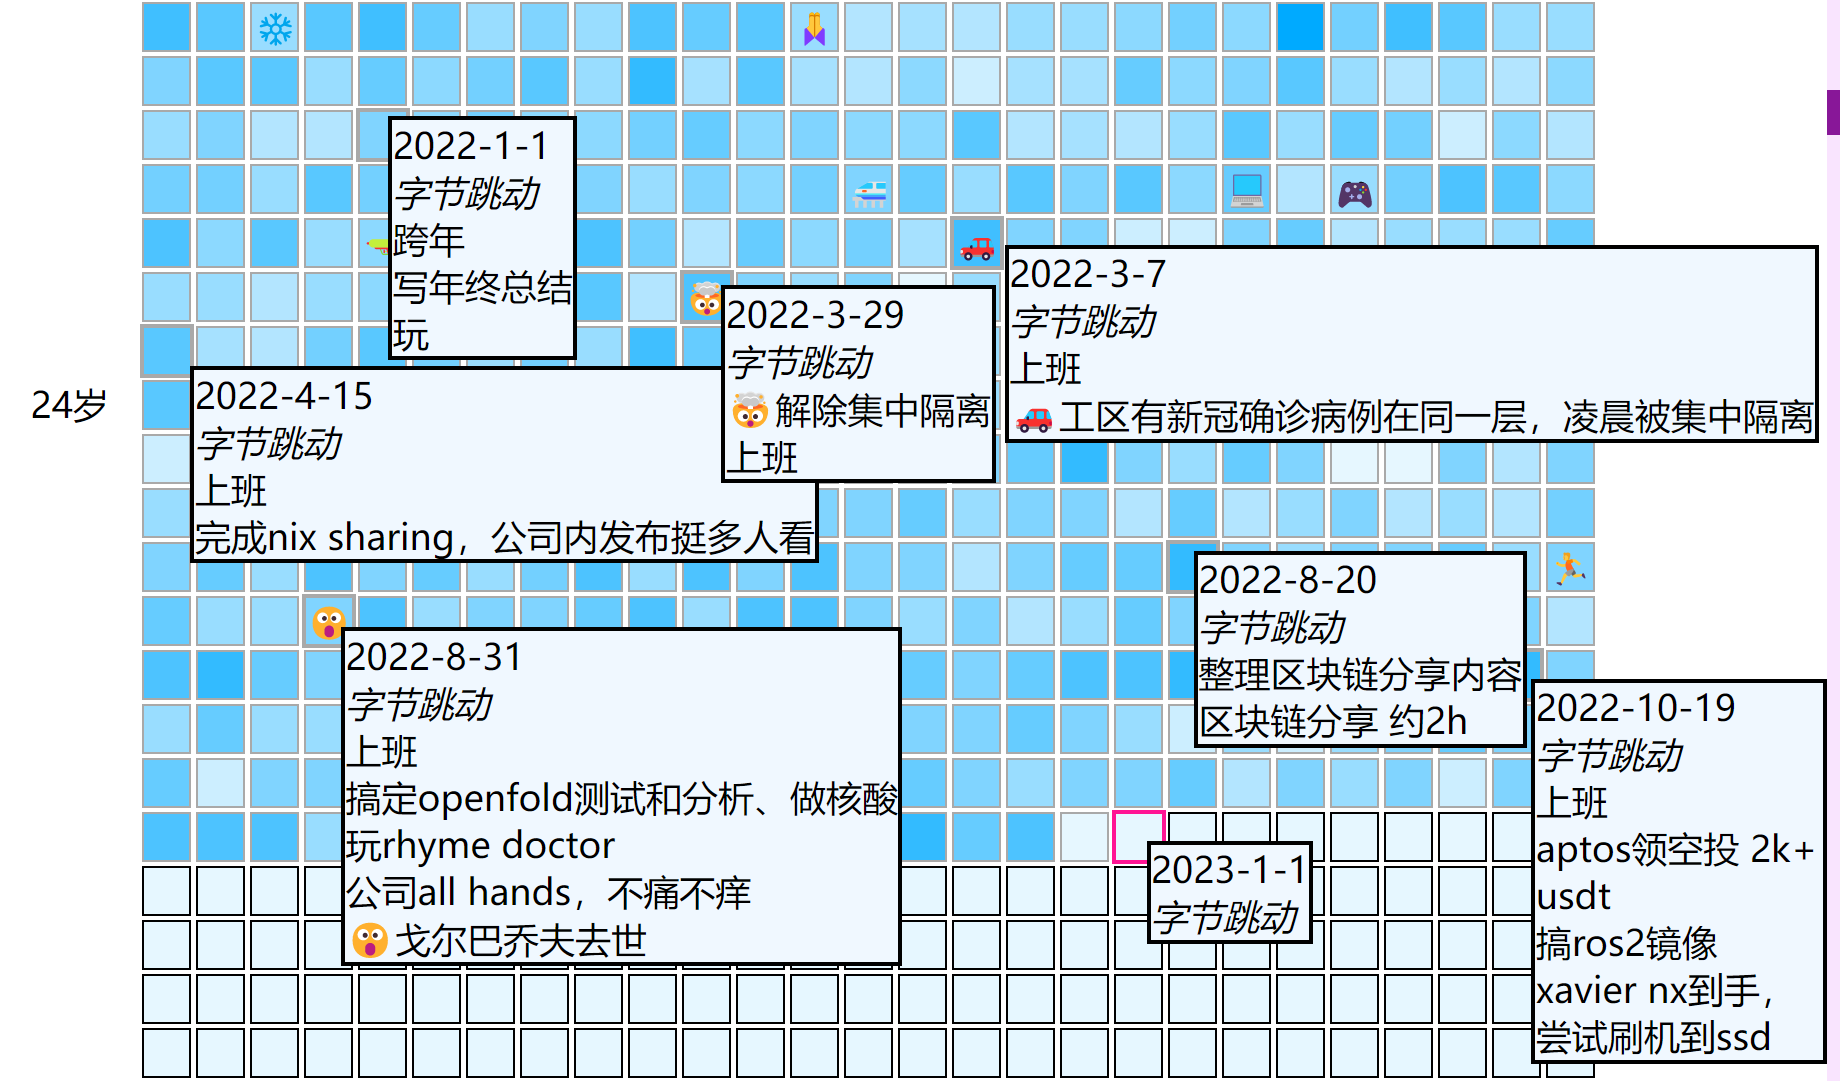 2022-1-1
字节跳动
跨年
写年终总结
玩
2022-3-7
字节跳动
上班
🚗 工区有新冠确诊病例在同一层，凌晨被集中隔离
2022-3-29
字节跳动
🤯 解除集中隔离
上班
24岁
2022-4-15
字节跳动
上班
完成nix sharing，公司内发布挺多人看
2022-8-20
字节跳动
整理区块链分享内容
区块链分享 约2h
2022-8-31
字节跳动
上班
搞定openfold测试和分析、做核酸
玩rhyme doctor
公司all hands，不痛不痒
😲 戈尔巴乔夫去世
2022-10-19
字节跳动
上班
aptos领空投 2k+
usdt
搞ros2镜像
xavier nx到手，
尝试刷机到ssd
2023-1-1
字节跳动